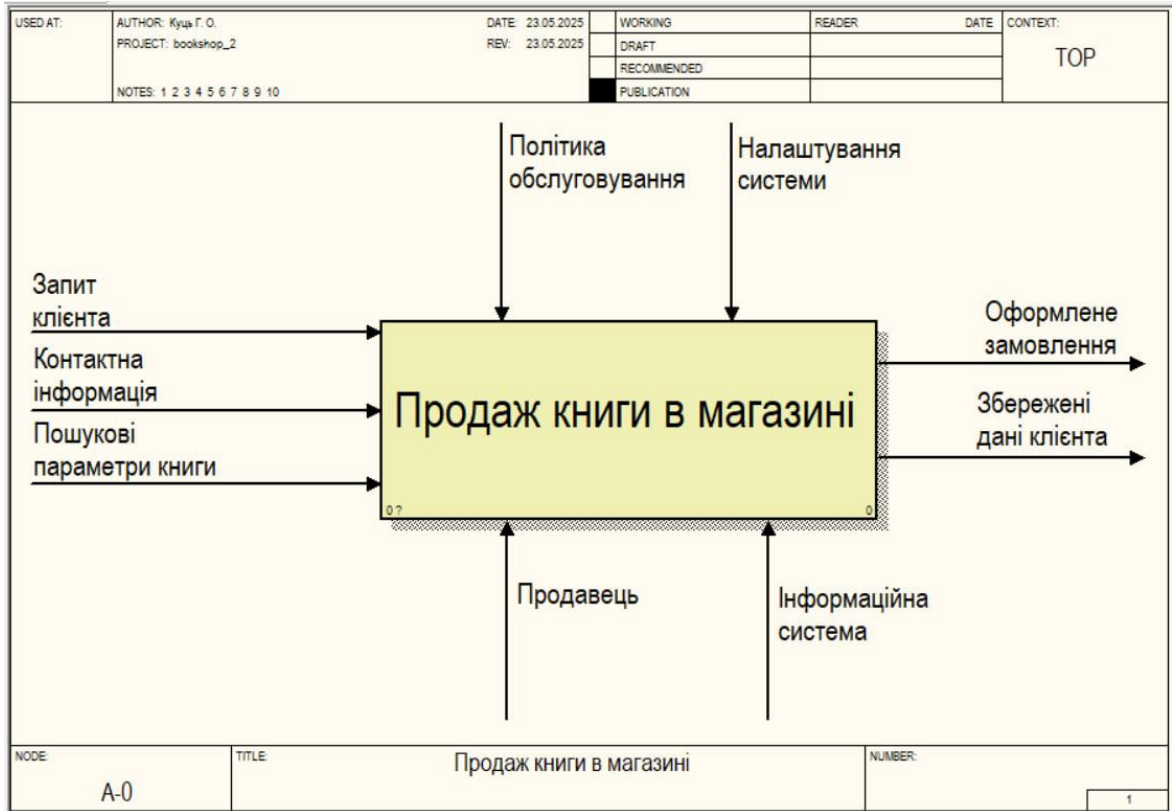 USED AT:
AUTHOR: Куць Г. О.
DATE: 23.05.2025
WORKING
READER
DATE
CONTEXT:
PROJECT: bookshop_2
REV: 23.05.2025
DRAFT
TOP
RECOMMENDED
NOTES: 1 2 3 4 5 6 7 8 9 10
PUBLICATION
Політика
обслуговування
Налаштування
системи
Запит
клієнта
Контактна
інформація
Пошукові
параметри книги
Продаж книги в магазині
0 ?
0
Оформлене
замовлення
Збережені
дані клієнта
Продавець
Інформаційна
система
NODE:
A-0
TITLE:
Продаж книги в магазині
NUMBER:
1